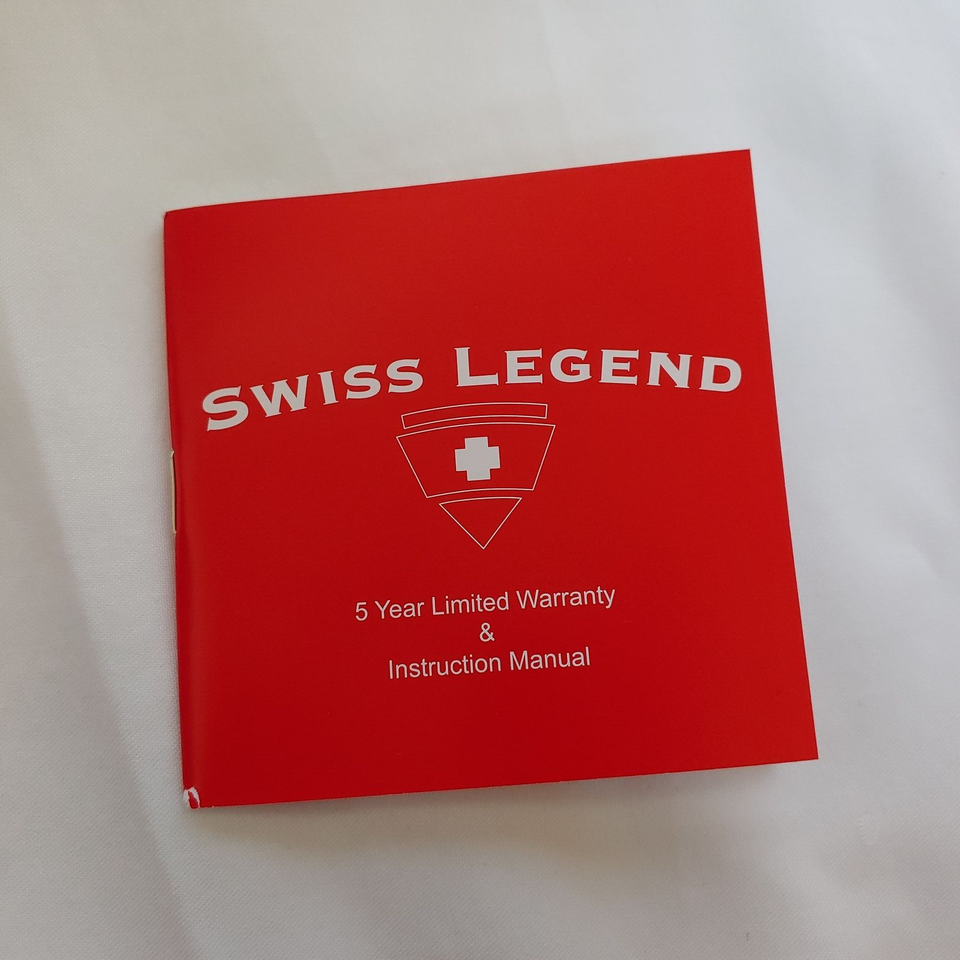 SWISS LEGEND
5 Year Limited Warranty
&
Instruction Manual